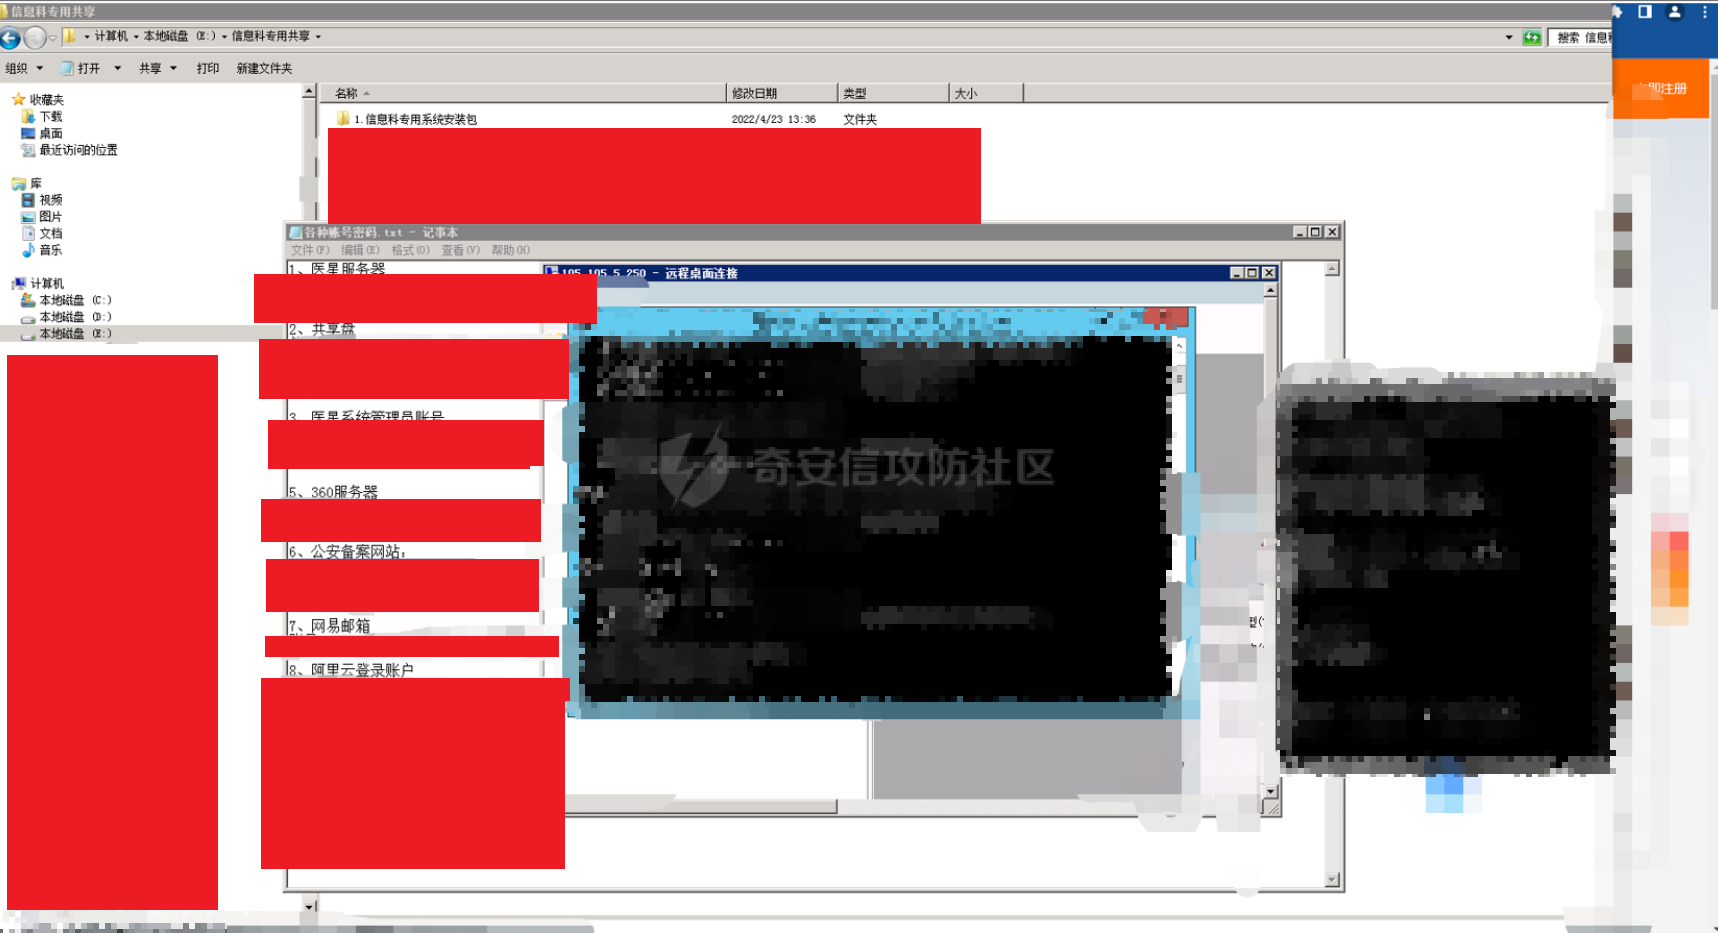 信息科专用共享
计算机 本地磁盘 (E:) 信息科专用共享
搜索 信息
组织 打开 共享 打印 新建文件夹
立即注册
名称 修改日期 类型 大小
收藏夹
下载
桌面
最近访问的位置
1.信息科专用系统安装包 2022/4/23 13:36 文件夹
库
视频
图片
文档
音乐
计算机
本地磁盘 (C:)
本地磁盘 (D:)
本地磁盘 (E:)
各种账号密码.txt - 记事本
文件(F) 编辑(E) 格式(O) 查看(V) 帮助(H)
1、医星服务器
105.105.5.250 - 远程桌面连接
2、共享盘
3、医星系统管理员账号
5、360服务器
6、公安备案网站:
7、网易邮箱
8、阿里云登录账户
奇安信攻防社区